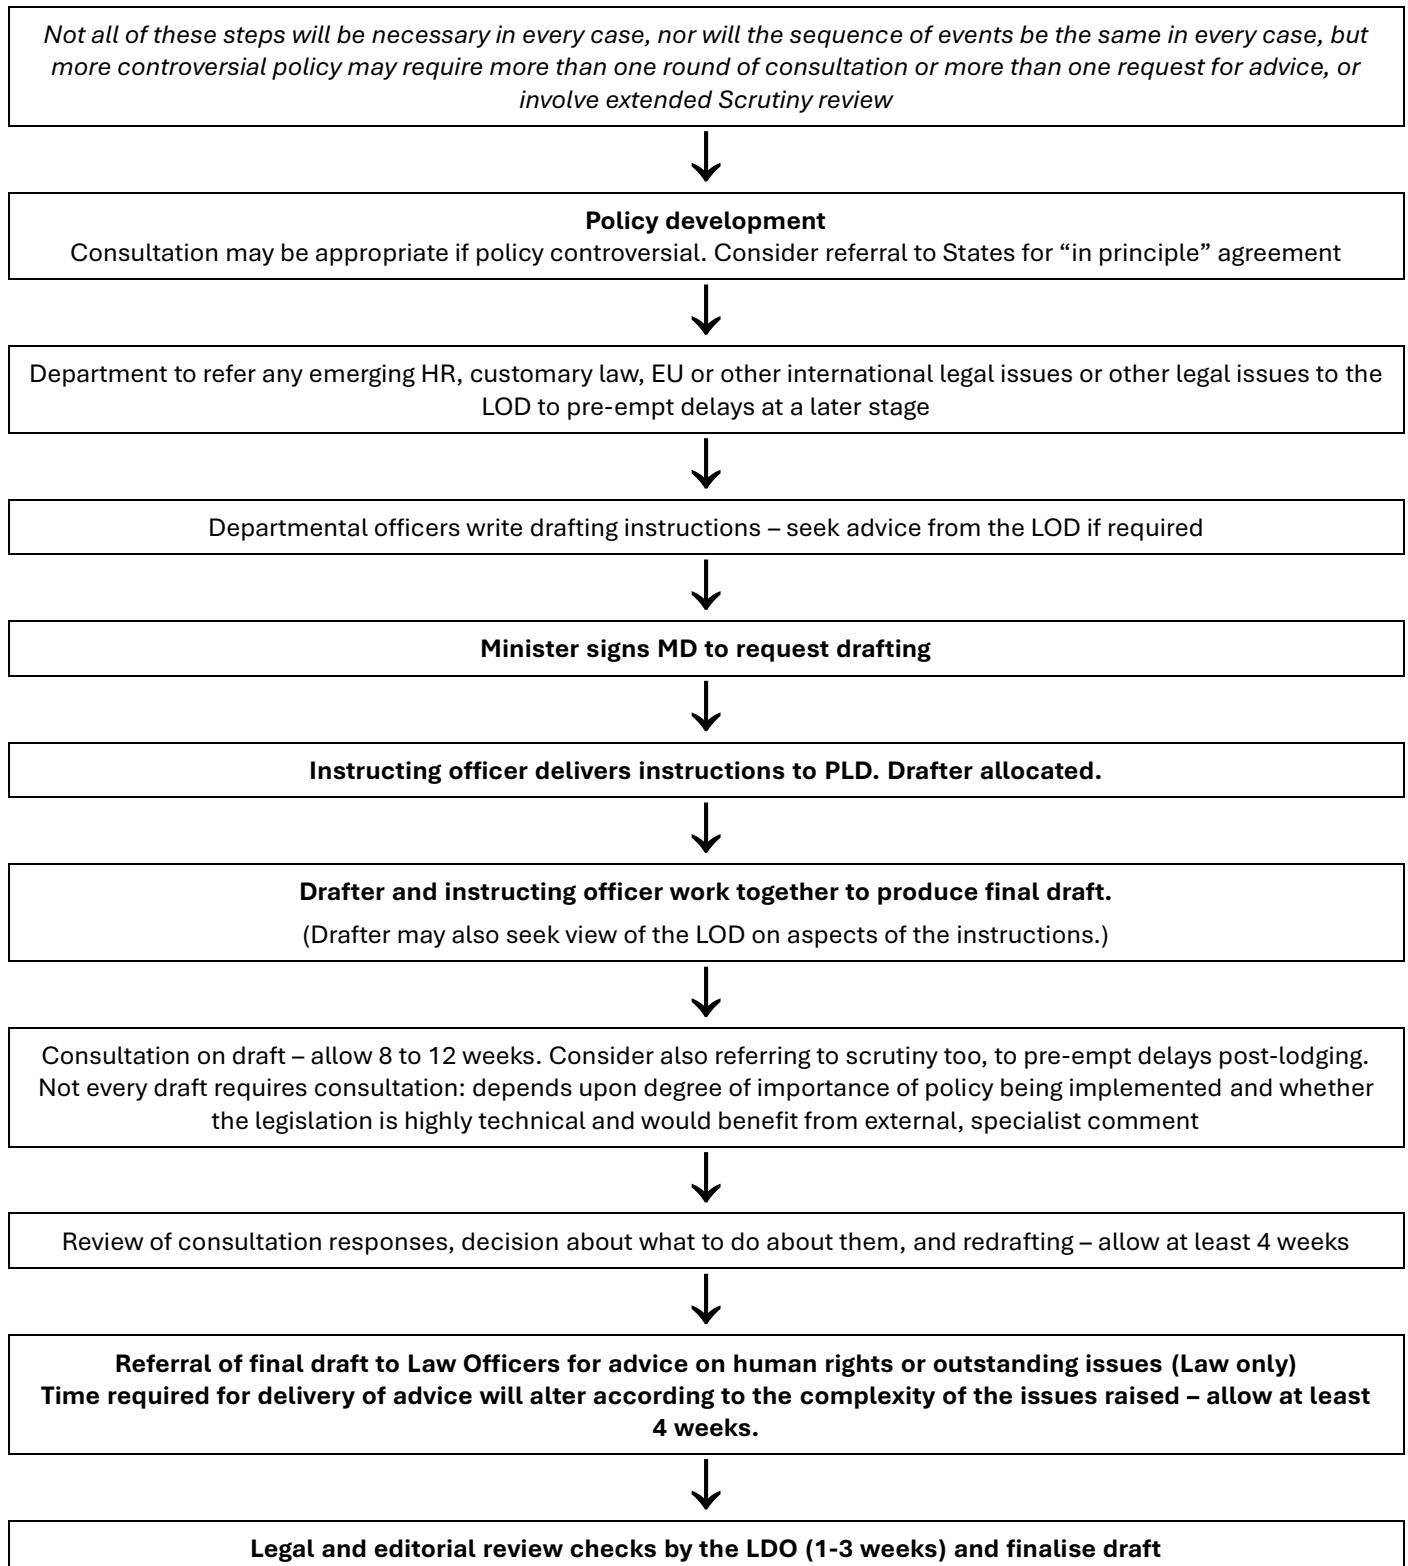 Not all of these steps will be necessary in every case, nor will the sequence of events be the same in every case, but
more controversial policy may require more than one round of consultation or more than one request for advice, or
involve extended Scrutiny review
Policy development
Consultation may be appropriate if policy controversial. Consider referral to States for “in principle” agreement
Department to refer any emerging HR, customary law, EU or other international legal issues or other legal issues to the
LOD to pre-empt delays at a later stage
Departmental officers write drafting instructions – seek advice from the LOD if required
Minister signs MD to request drafting
Instructing officer delivers instructions to PLD. Drafter allocated.
Drafter and instructing officer work together to produce final draft.
(Drafter may also seek view of the LOD on aspects of the instructions.)
Consultation on draft – allow 8 to 12 weeks. Consider also referring to scrutiny too, to pre-empt delays post-lodging.
Not every draft requires consultation: depends upon degree of importance of policy being implemented and whether
the legislation is highly technical and would benefit from external, specialist comment
Review of consultation responses, decision about what to do about them, and redrafting – allow at least 4 weeks
Referral of final draft to Law Officers for advice on human rights or outstanding issues (Law only)
Time required for delivery of advice will alter according to the complexity of the issues raised – allow at least
4 weeks.
Legal and editorial review checks by the LDO (1-3 weeks) and finalise draft